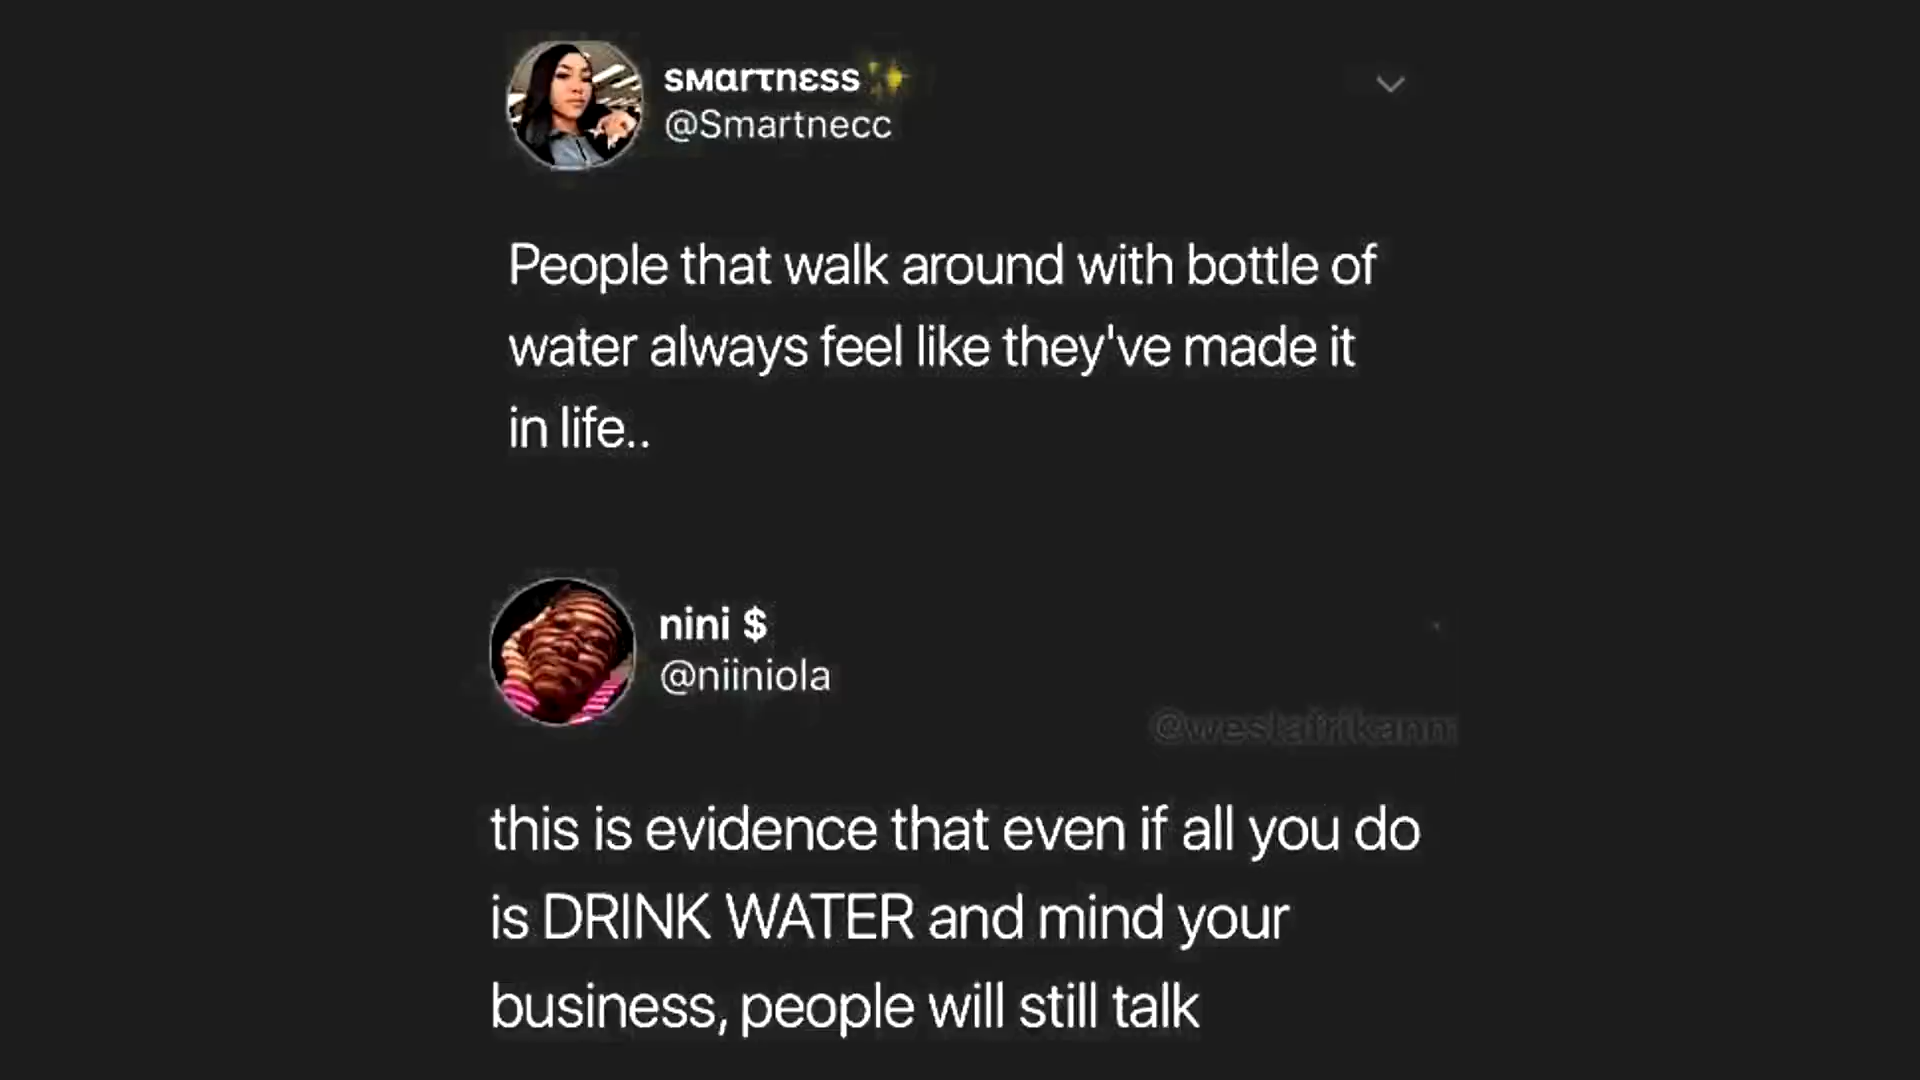 sмαrтnεss✨
@Smartnecc
People that walk around with bottle of
water always feel like they've made it
in life..
nini $
@niiniola
@westafrikann
this is evidence that even if all you do
is DRINK WATER and mind your
business, people will still talk